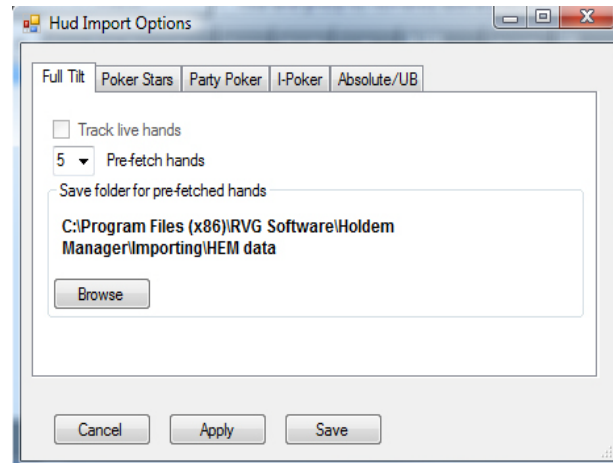 Hud Import Options
Full Tilt Poker Stars Party Poker I-Poker Absolute/UB
Track live hands
5 Pre-fetch hands
Save folder for pre-fetched hands
C:\Program Files (x86)\RVG Software\Holdem
Manager\Importing\HEM data
Browse
Cancel Apply Save